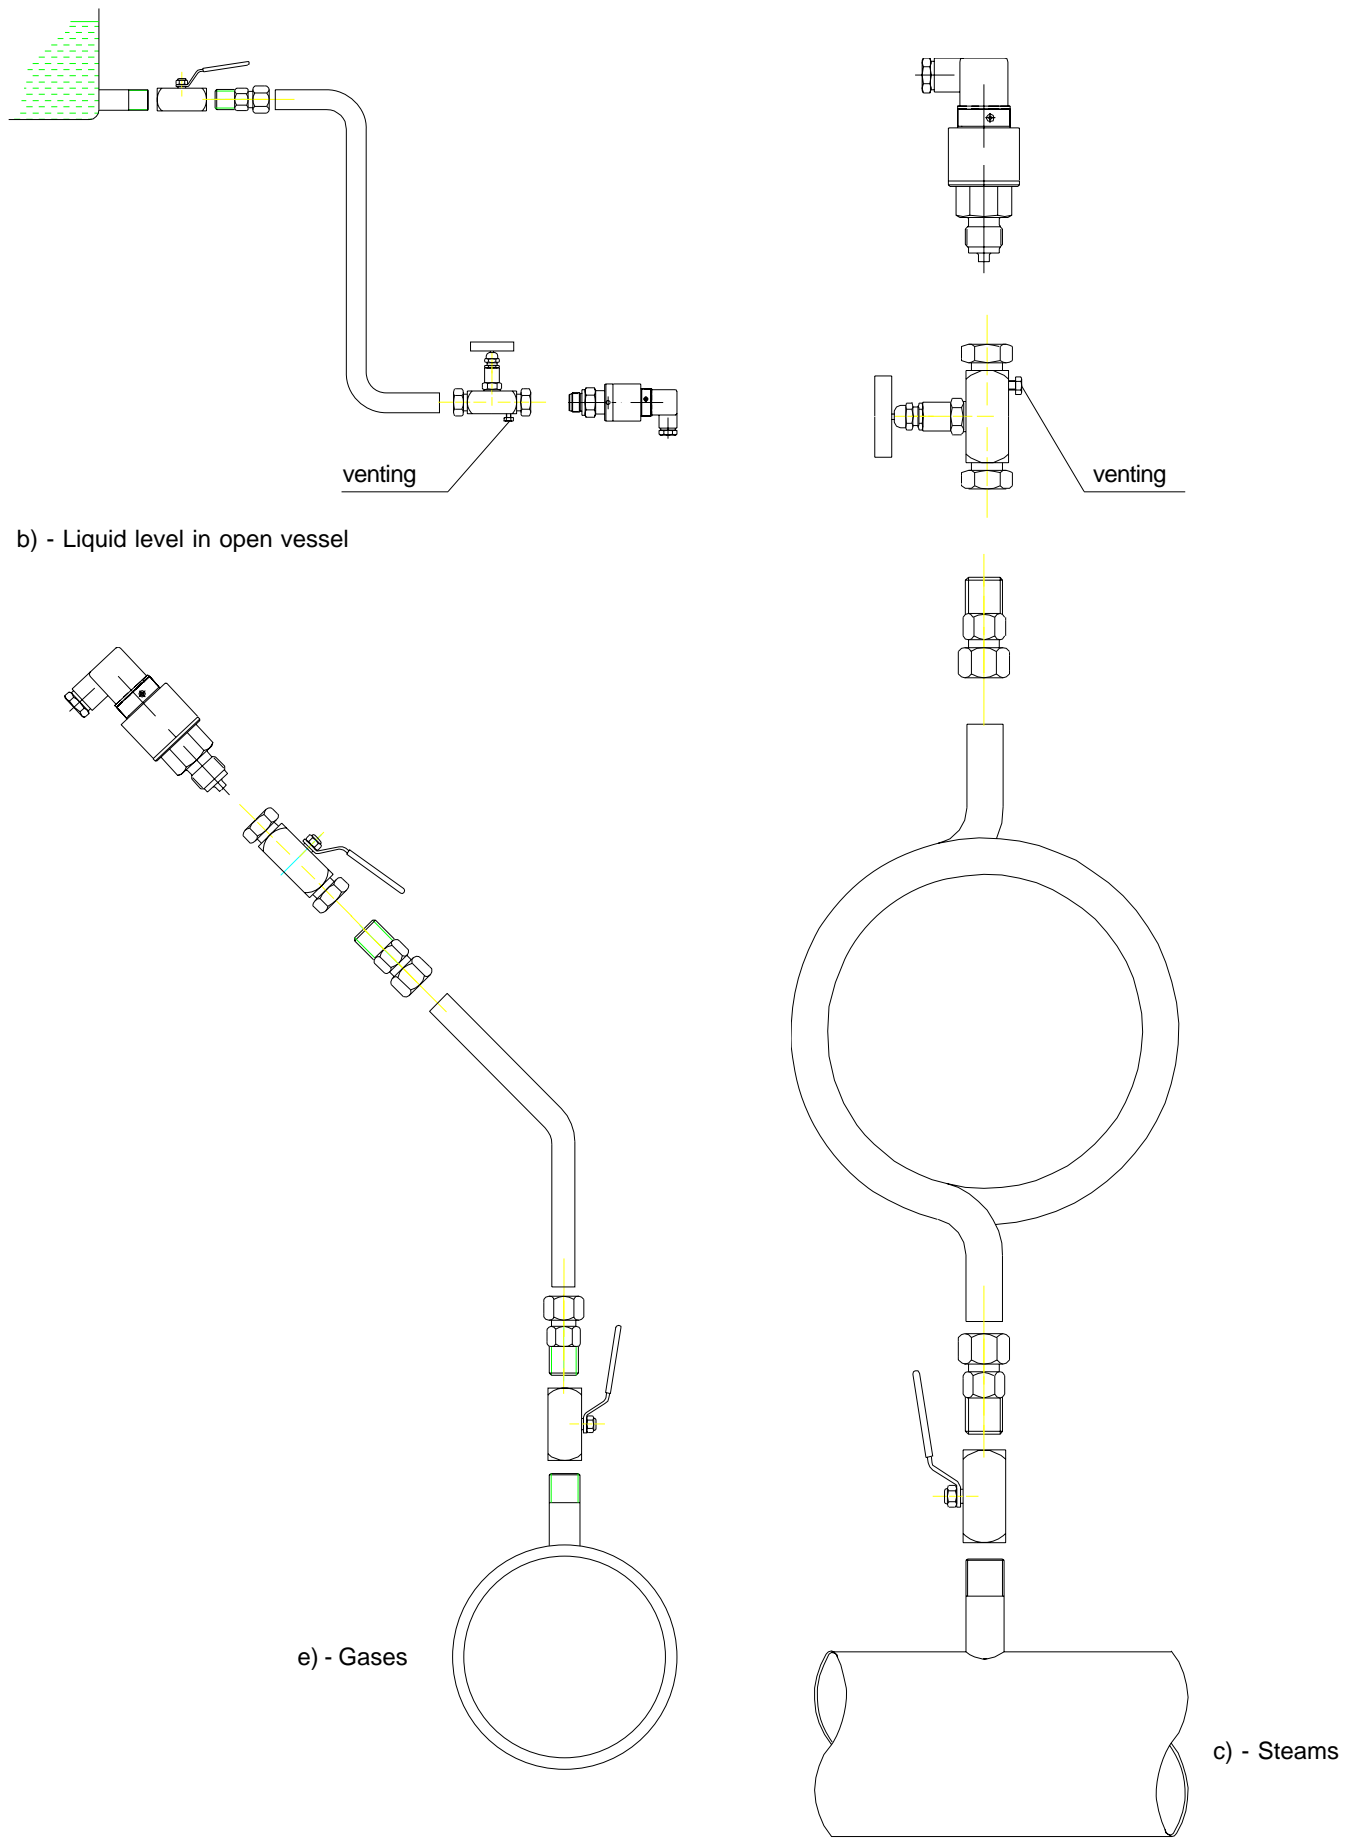 venting
venting
b) - Liquid level in open vessel
e) - Gases
c) - Steams